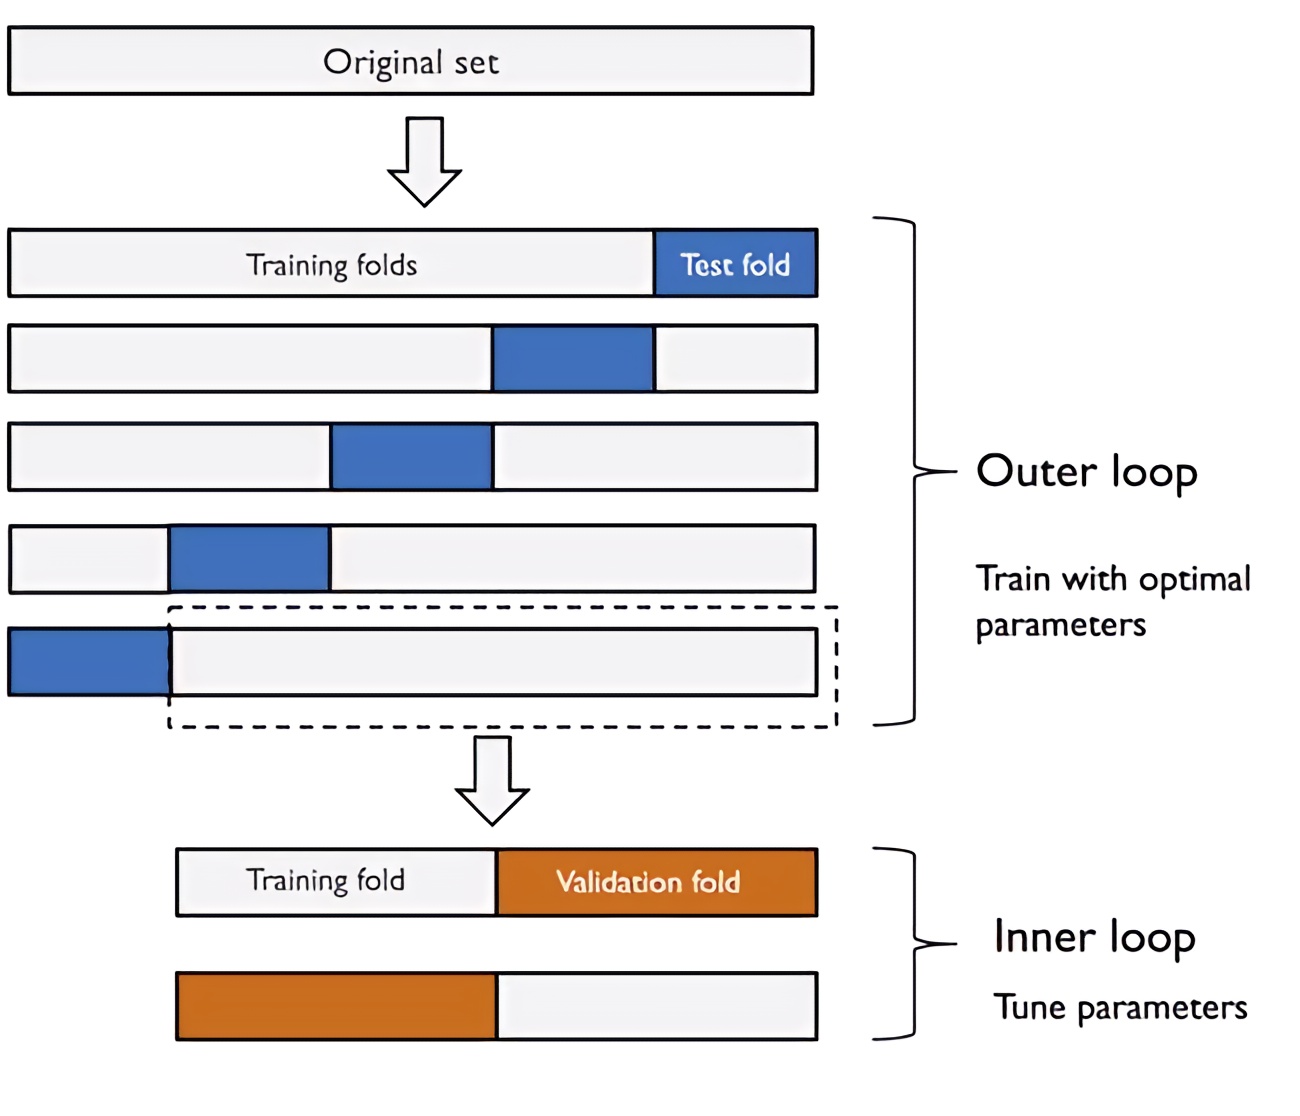 Original set
Training folds
Test fold
Outer loop
Train with optimal
parameters
Training fold
Validation fold
Inner loop
Tune parameters